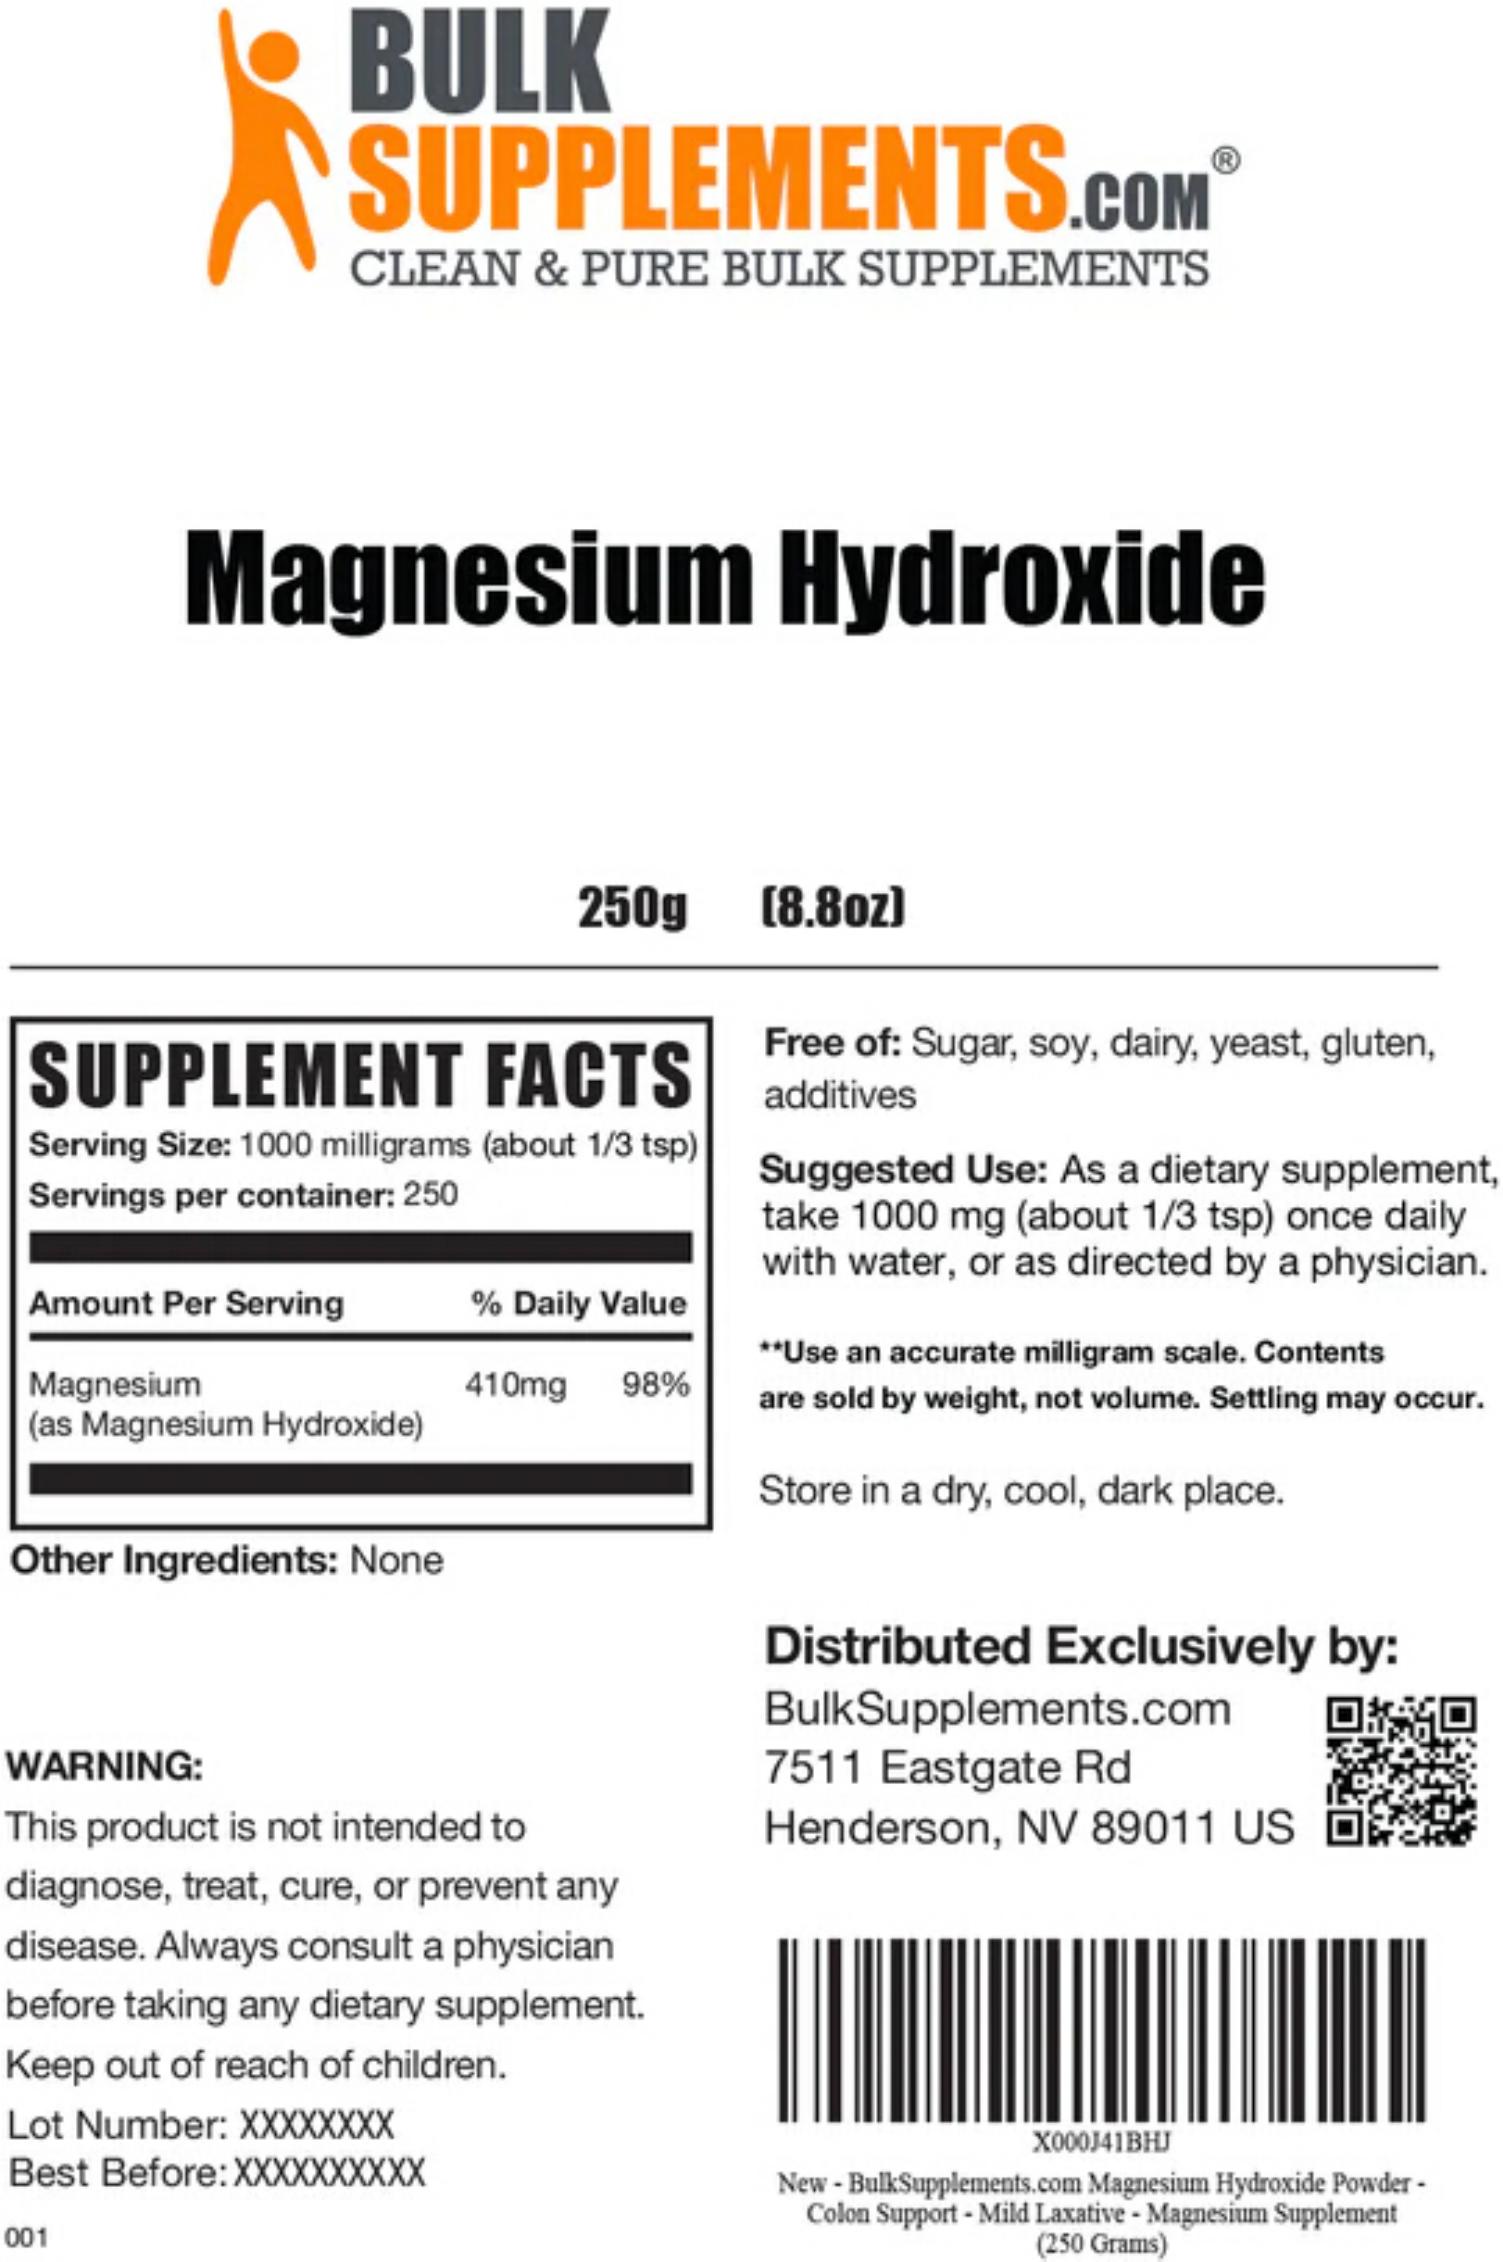 BULK
SUPPLEMENTS.COM®
CLEAN & PURE BULK SUPPLEMENTS
Magnesium Hydroxide
250g (8.8oz)
SUPPLEMENT FACTS
Serving Size: 1000 milligrams (about 1/3 tsp)
Servings per container: 250
Amount Per Serving % Daily Value
Magnesium 410mg 98%
(as Magnesium Hydroxide)
Other Ingredients: None
Free of: Sugar, soy, dairy, yeast, gluten,
additives
Suggested Use: As a dietary supplement,
take 1000 mg (about 1/3 tsp) once daily
with water, or as directed by a physician.
**Use an accurate milligram scale. Contents
are sold by weight, not volume. Settling may occur.
Store in a dry, cool, dark place.
WARNING:
This product is not intended to
diagnose, treat, cure, or prevent any
disease. Always consult a physician
before taking any dietary supplement.
Keep out of reach of children.
Lot Number: XXXXXXXX
Best Before: XXXXXXXXXX
001
Distributed Exclusively by:
BulkSupplements.com
7511 Eastgate Rd
Henderson, NV 89011 US
X000J41BHJ
New - BulkSupplements.com Magnesium Hydroxide Powder -
Colon Support - Mild Laxative - Magnesium Supplement
(250 Grams)